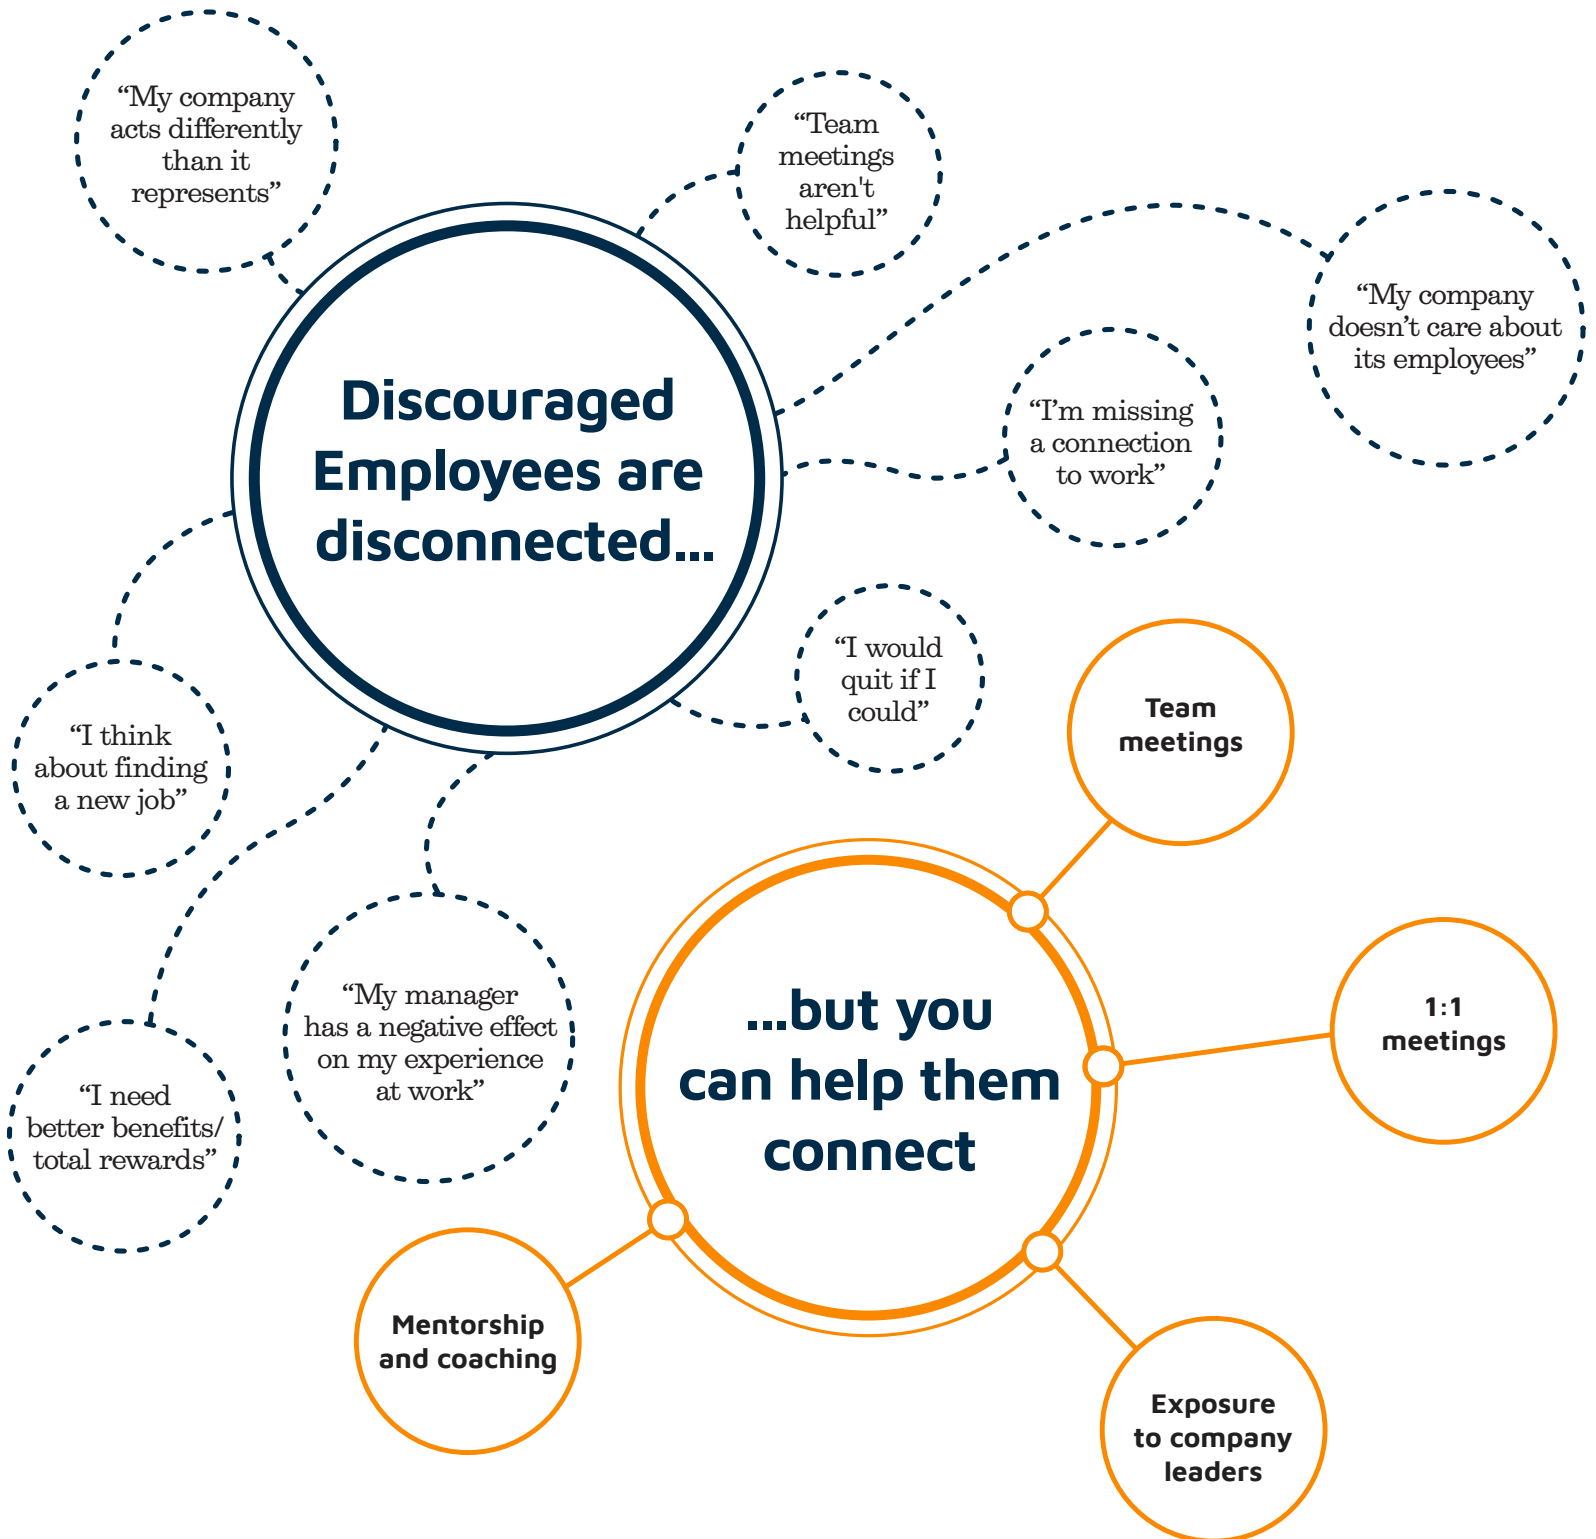 “My company
acts differently
than it
represents”
“Team
meetings
aren't
helpful”
“My company
doesn’t care about
its employees”
“I’m missing
a connection
to work”
Discouraged
Employees are
disconnected...
“I would
quit if I
could”
“I think
about finding
a new job”
“My manager
has a negative effect
on my experience
at work”
“I need
better benefits/
total rewards”
Team
meetings
...but you
can help them
connect
1:1
meetings
Mentorship
and coaching
Exposure
to company
leaders